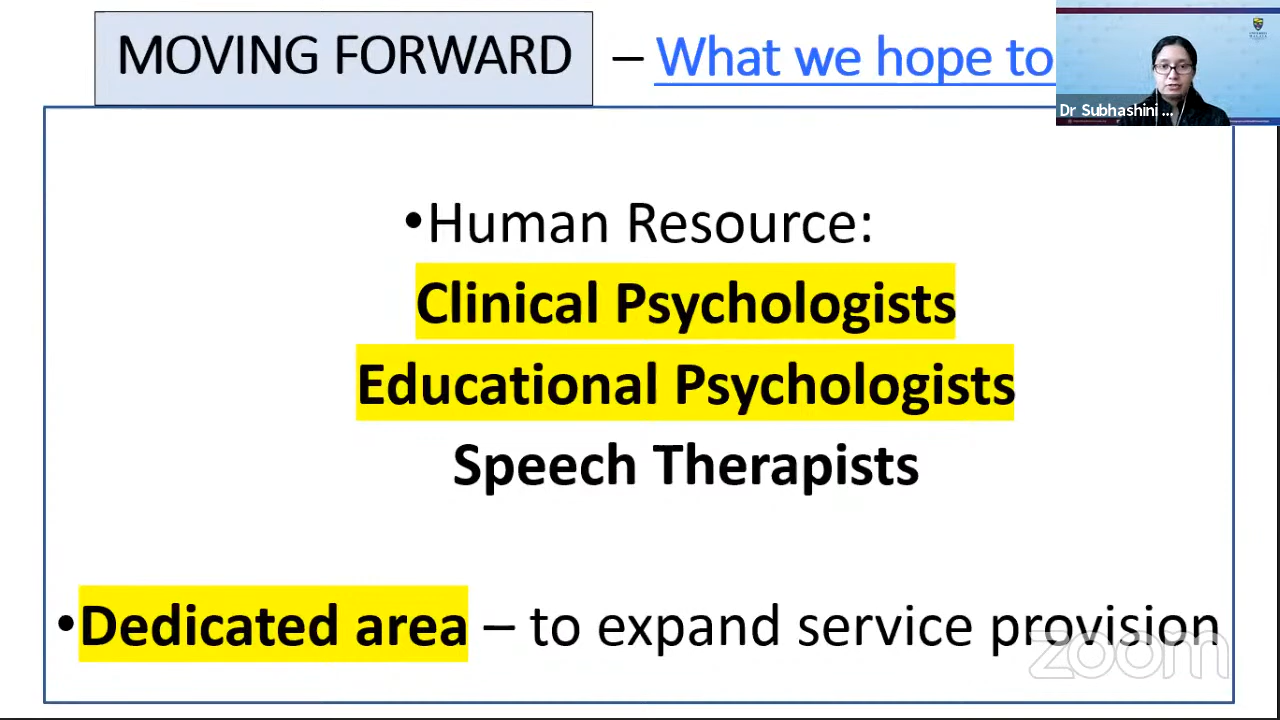 MOVING FORWARD – What we hope to
Dr Subhashini ...
•Human Resource:
Clinical Psychologists
Educational Psychologists
Speech Therapists
•Dedicated area – to expand service provision
zoom